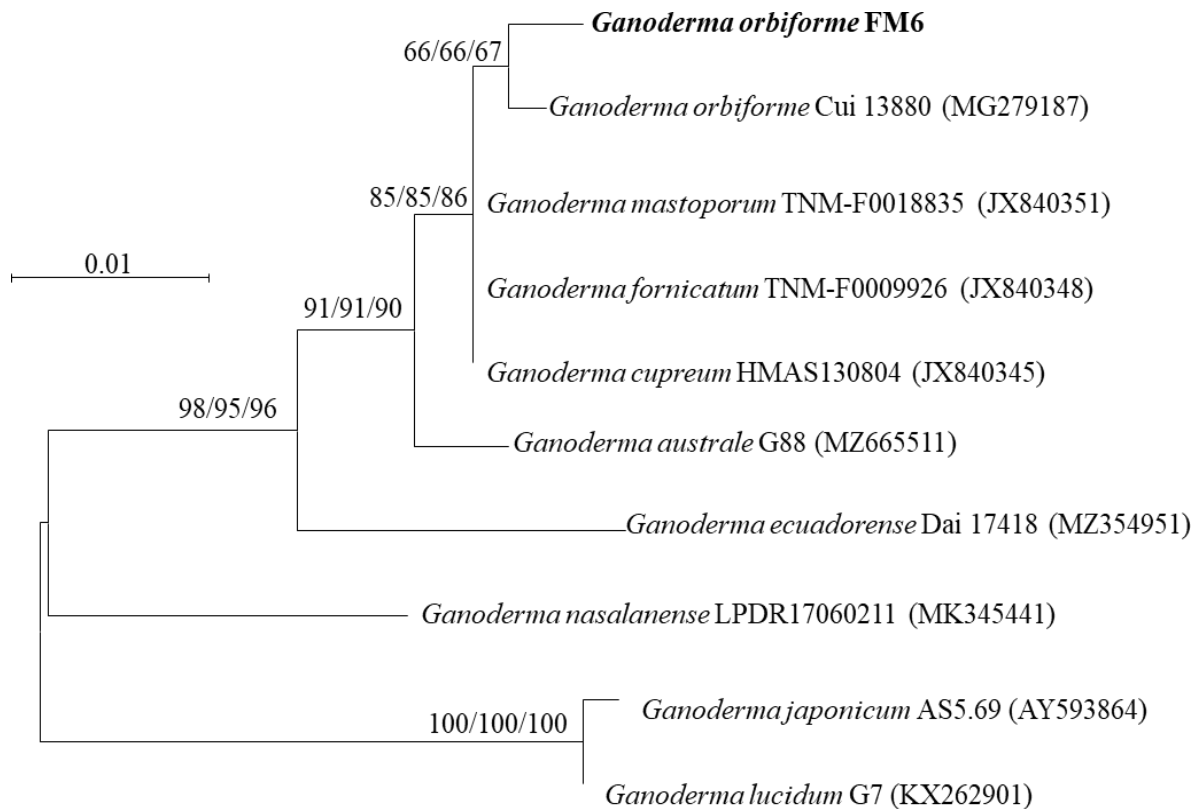 Ganoderma orbiforme FM6
66/66/67
Ganoderma orbiforme Cui 13880 (MG279187)
85/85/86
Ganoderma mastoporum TNM-F0018835 (JX840351)
0.01
Ganoderma fornicatum TNM-F0009926 (JX840348)
91/91/90
Ganoderma cupreum HMAS130804 (JX840345)
98/95/96
Ganoderma australe G88 (MZ665511)
Ganoderma ecuadorense Dai 17418 (MZ354951)
Ganoderma nasalanense LPDR17060211 (MK345441)
Ganoderma japonicum AS5.69 (AY593864)
100/100/100
Ganoderma lucidum G7 (KX262901)